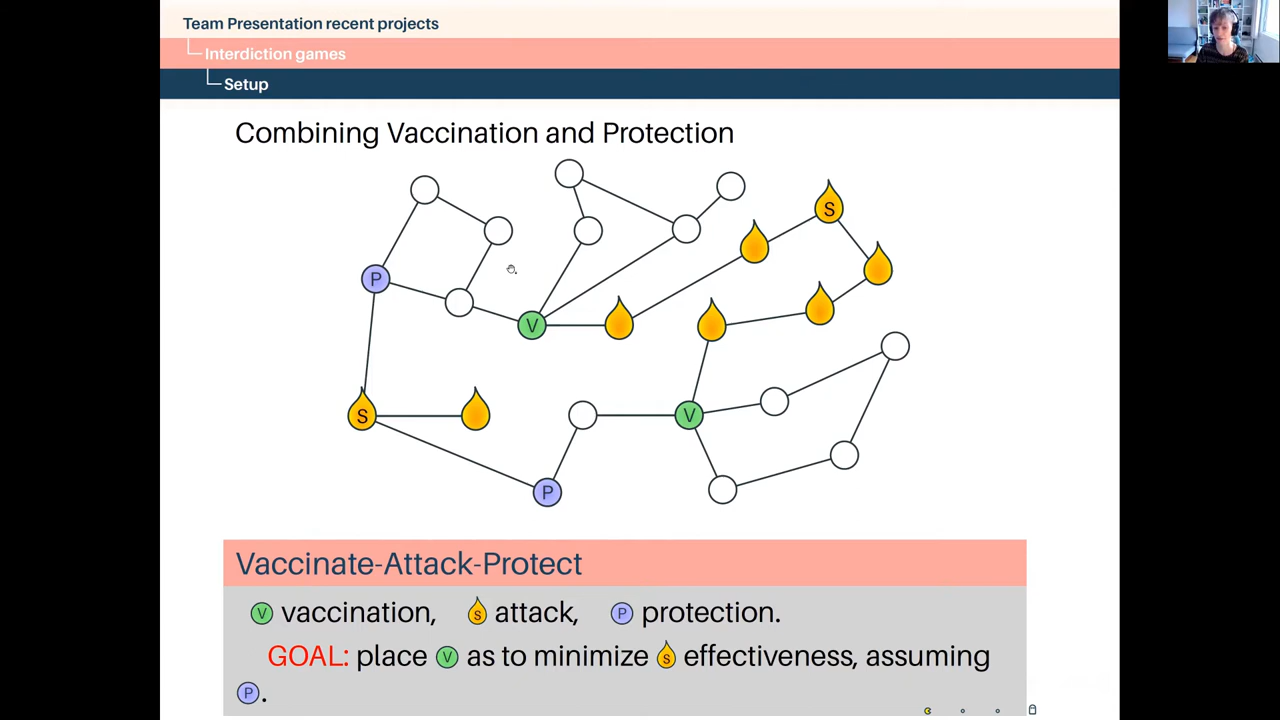 Team Presentation recent projects
Interdiction games
Setup
Combining Vaccination and Protection
S
P
V
S
V
P
Vaccinate-Attack-Protect
V vaccination, S attack, P protection.
GOAL: place V as to minimize S effectiveness, assuming
P.